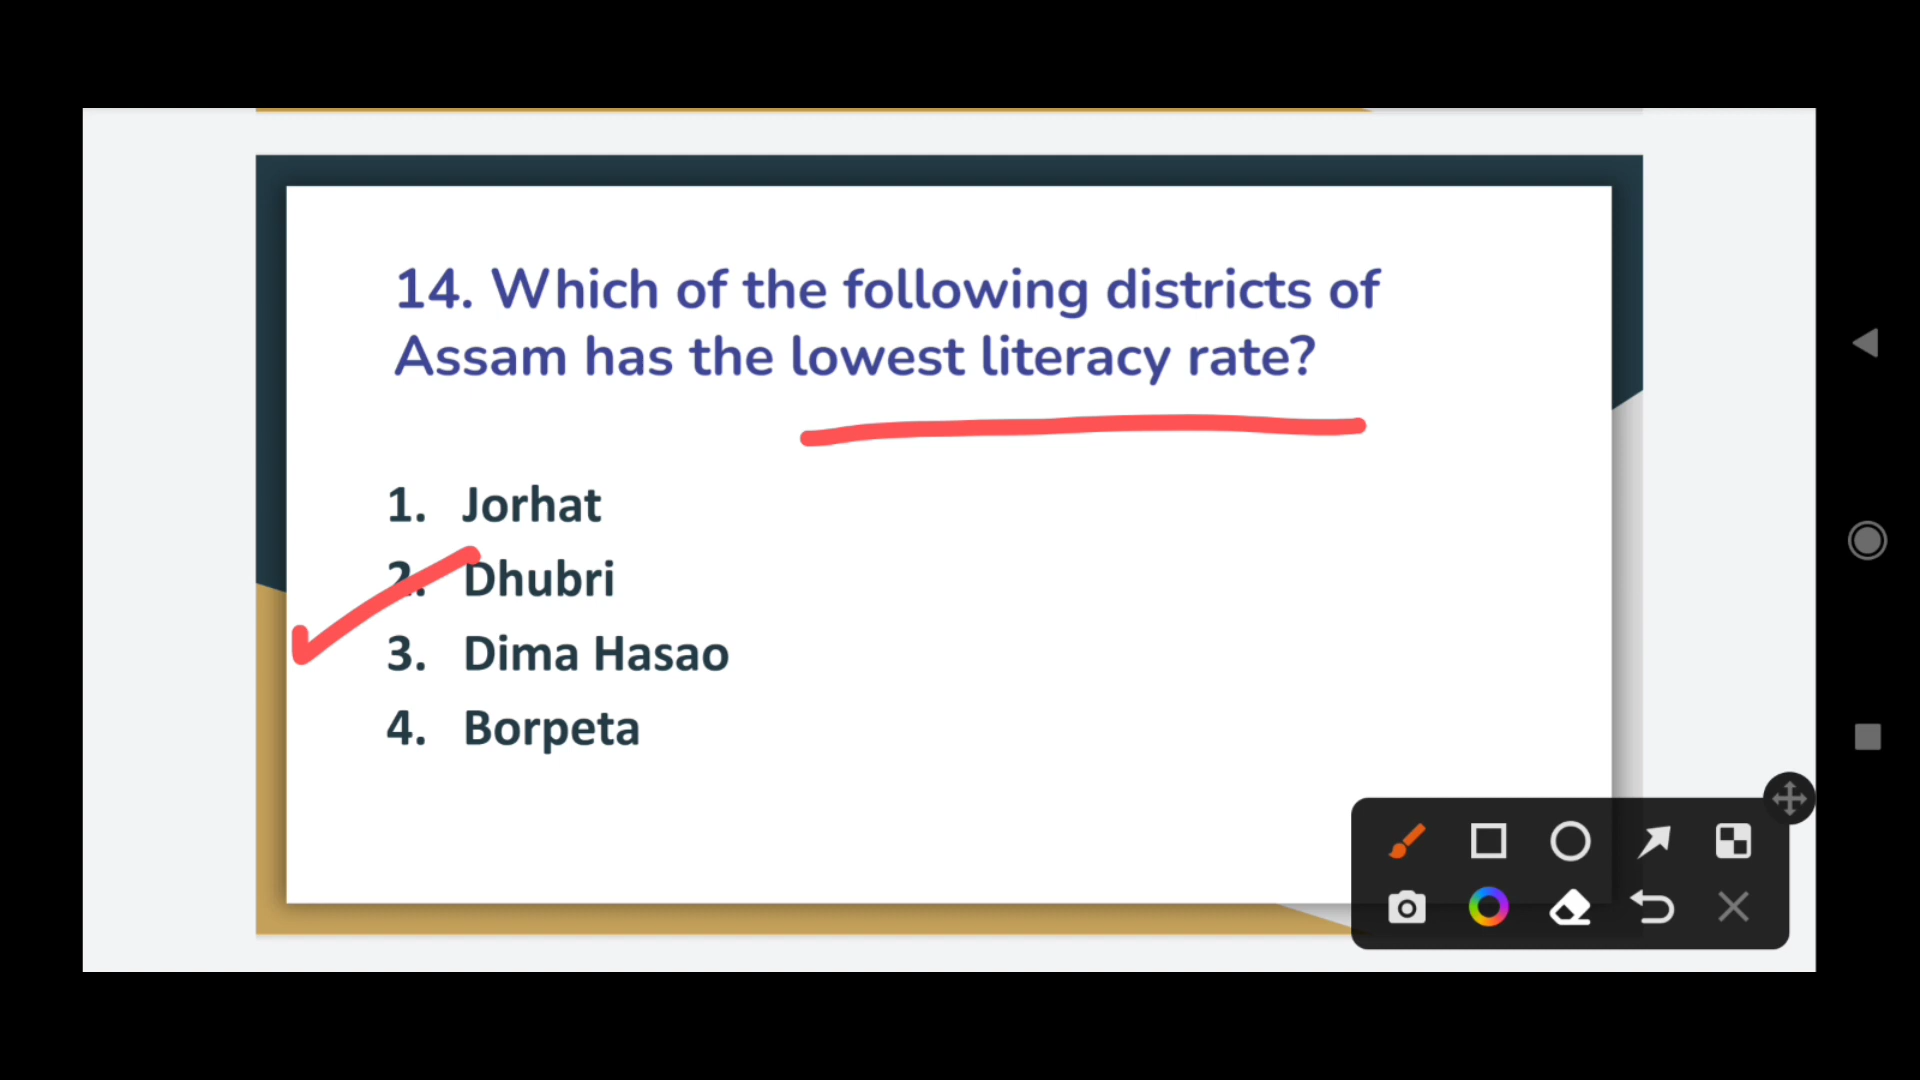 14. Which of the following districts of
Assam has the lowest literacy rate?
1. Jorhat
2. Dhubri
3. Dima Hasao
4. Borpeta